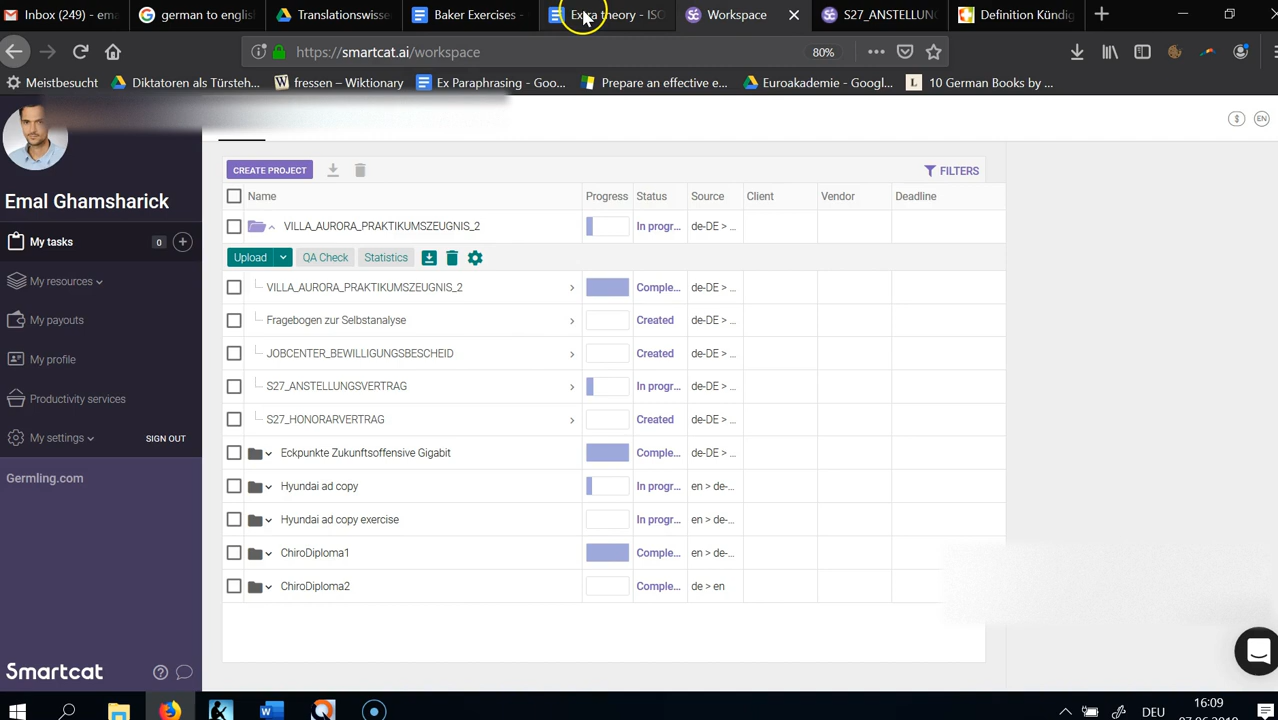 Inbox (249) - ema
german to englis
Translationswisse
Baker Exercises -
Extra theory - ISO
Workspace
S27_ANSTELLUNG
Definition Kündig
https://smartcat.ai/workspace
80%
Meistbesucht
Diktatoren als Türsteh...
fressen – Wiktionary
Ex Paraphrasing - Goo...
Prepare an effective e...
Euroakademie - Googl...
10 German Books by ...
$
EN
CREATE PROJECT
FILTERS
Emal Ghamsharick
Name
Progress
Status
Source
Client
Vendor
Deadline
VILLA_AURORA_PRAKTIKUMSZEUGNIS_2
In progr...
de-DE > ...
My tasks
0
Upload
QA Check
Statistics
My resources
VILLA_AURORA_PRAKTIKUMSZEUGNIS_2
Comple...
de-DE > ...
My payouts
Fragebogen zur Selbstanalyse
Created
de-DE > ...
My profile
JOBCENTER_BEWILLIGUNGSBESCHEID
Created
de-DE > ...
Productivity services
S27_ANSTELLUNGSVERTRAG
In progr...
de-DE > ...
My settings
SIGN OUT
S27_HONORARVERTRAG
Created
de-DE > ...
Germling.com
Eckpunkte Zukunftsoffensive Gigabit
Comple...
de-DE > ...
Hyundai ad copy
In progr...
en > de-...
Hyundai ad copy exercise
In progr...
en > de-...
ChiroDiploma1
Comple...
en > de-...
ChiroDiploma2
Comple...
de > en
Smartcat
DEU
16:09